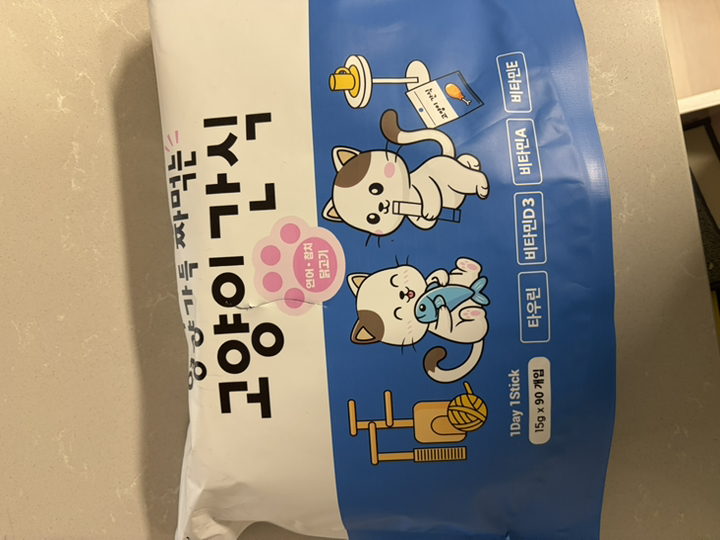 영양 가득 짜먹는
고양이 간식
연어·참치
닭고기
타우린
비타민D3
비타민A
비타민E
1Day 1Stick
15g x 90 개입